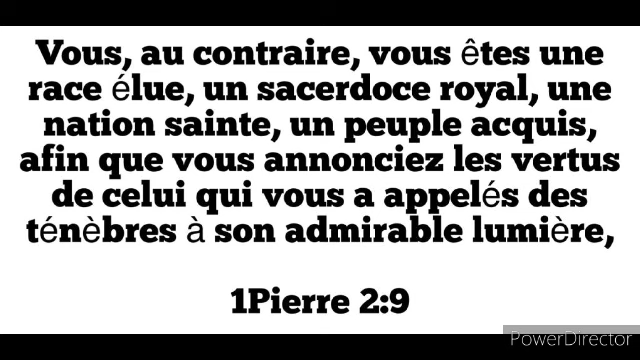 Vous, au contraire, vous êtes une
race élue, un sacerdoce royal, une
nation sainte, un peuple acquis,
afin que vous annonciez les vertus
de celui qui vous a appelés des
ténèbres à son admirable lumière,
1Pierre 2:9
PowerDirector